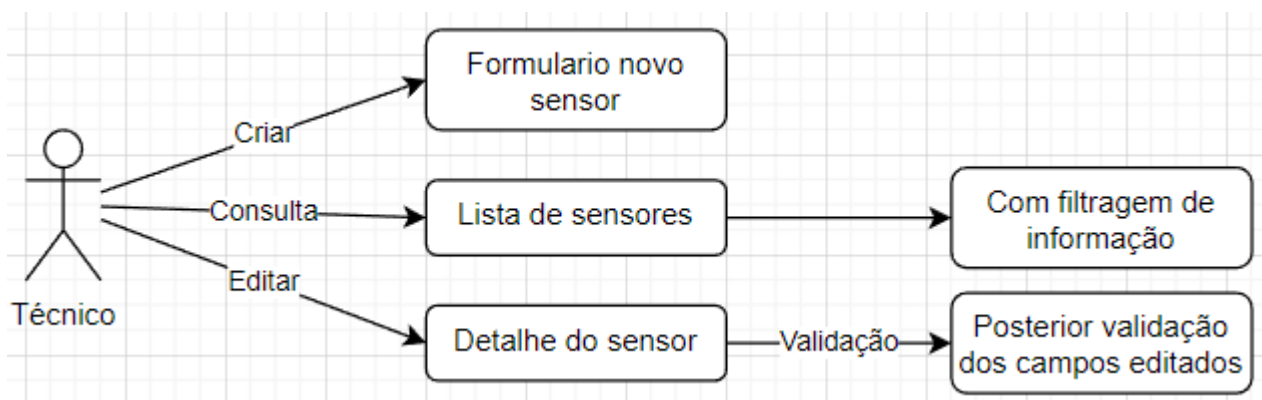 Formulario novo
sensor
Criar
Consulta
Lista de sensores
Com filtragem de
informação
Editar
Técnico
Detalhe do sensor
Validação
Posterior validação
dos campos editados